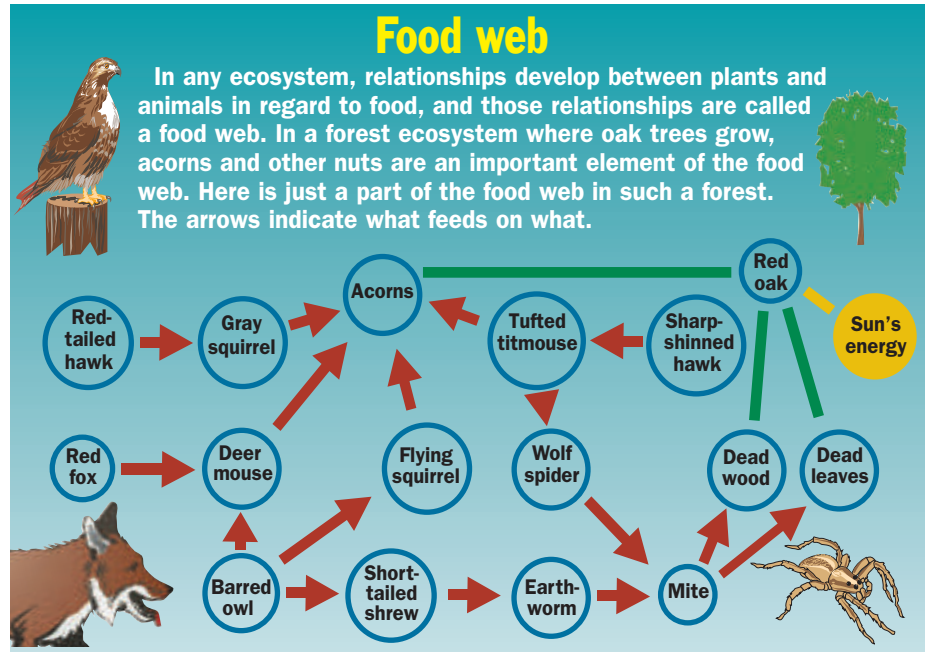 Food web
In any ecosystem, relationships develop between plants and
animals in regard to food, and those relationships are called
a food web. In a forest ecosystem where oak trees grow,
acorns and other nuts are an important element of the food
web. Here is just a part of the food web in such a forest.
The arrows indicate what feeds on what.
Red-
tailed
hawk
Gray
squirrel
Acorns
Tufted
titmouse
Sharp-
shinned
hawk
Red
oak
Sun's
energy
Red
fox
Deer
mouse
Flying
squirrel
Wolf
spider
Dead
wood
Dead
leaves
Barred
owl
Short-
tailed
shrew
Earth-
worm
Mite